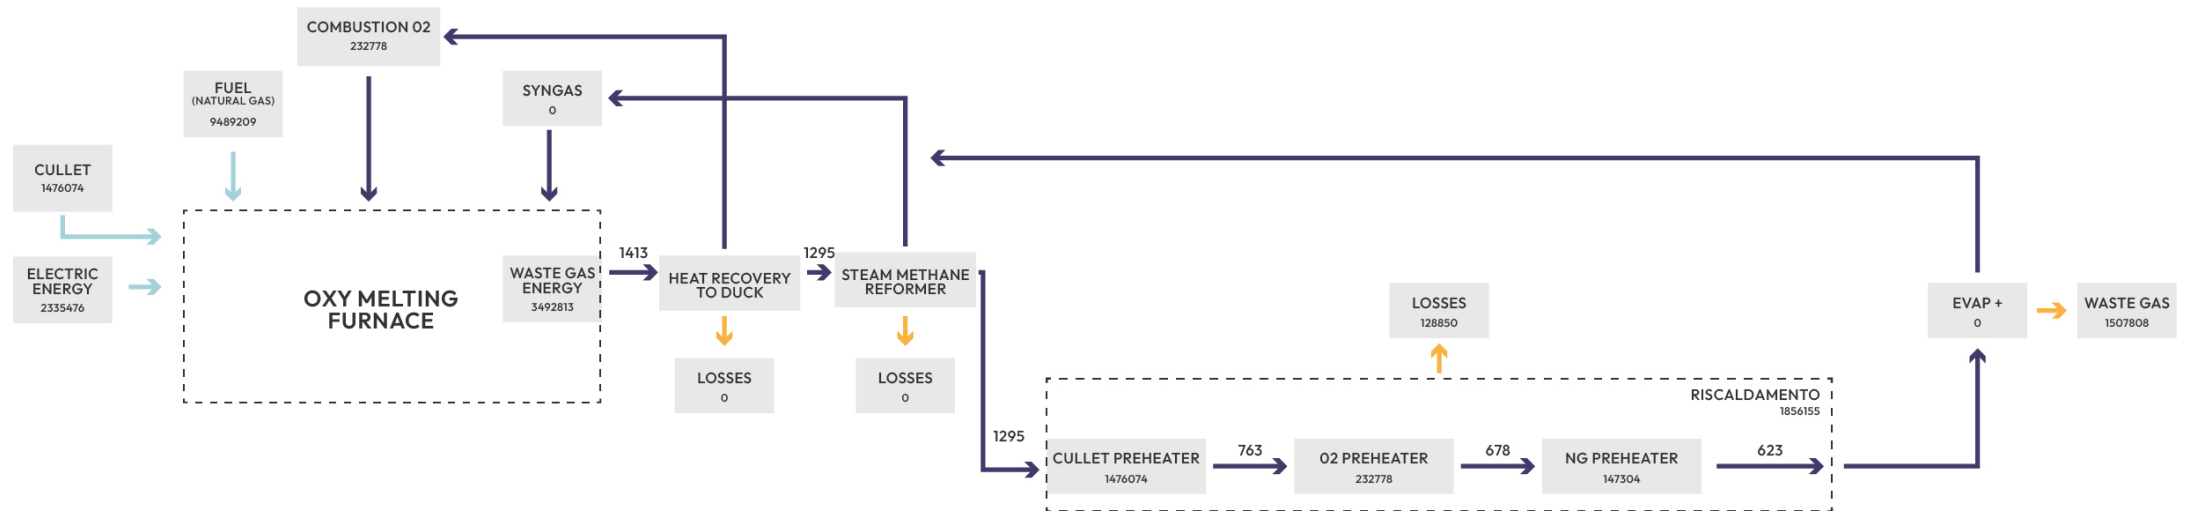 COMBUSTION 02
232778
FUEL
(NATURAL GAS)
9489209
SYNGAS
0
CULLET
1476074
ELECTRIC
ENERGY
2335476
OXY MELTING
FURNACE
WASTE GAS
ENERGY
3492813
1413
HEAT RECOVERY
TO DUCK
1295
STEAM METHANE
REFORMER
LOSSES
0
LOSSES
0
1295
LOSSES
128850
RISCALDAMENTO
1856155
CULLET PREHEATER
1476074
763
02 PREHEATER
232778
678
NG PREHEATER
147304
623
EVAP +
0
WASTE GAS
1507808